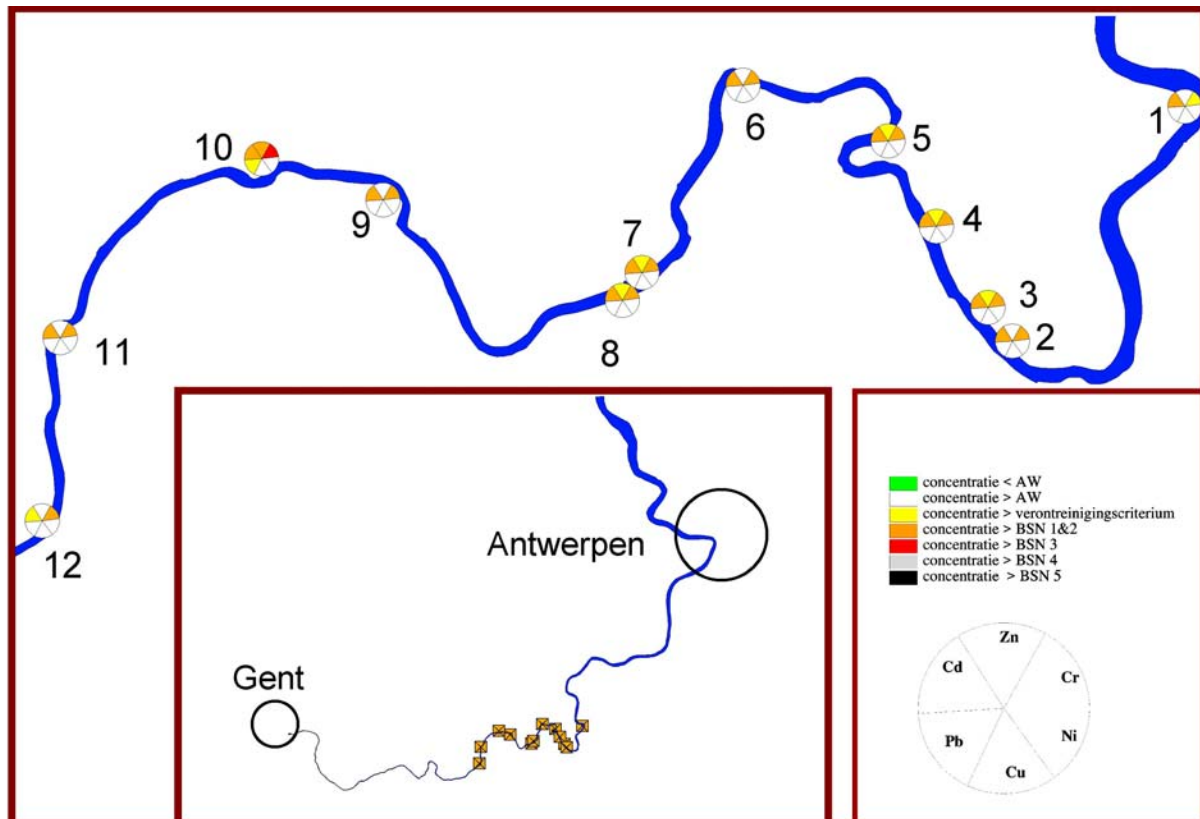 1
6
10
5
9
4
7
3
11
8
2
12
Antwerpen
Gent
concentratie < AW
concentratie > AW
concentratie > verontreinigingscriterium
concentratie > BSN 1&2
concentratie > BSN 3
concentratie > BSN 4
concentratie > BSN 5
Zn
Cd
Cr
Pb
Ni
Cu